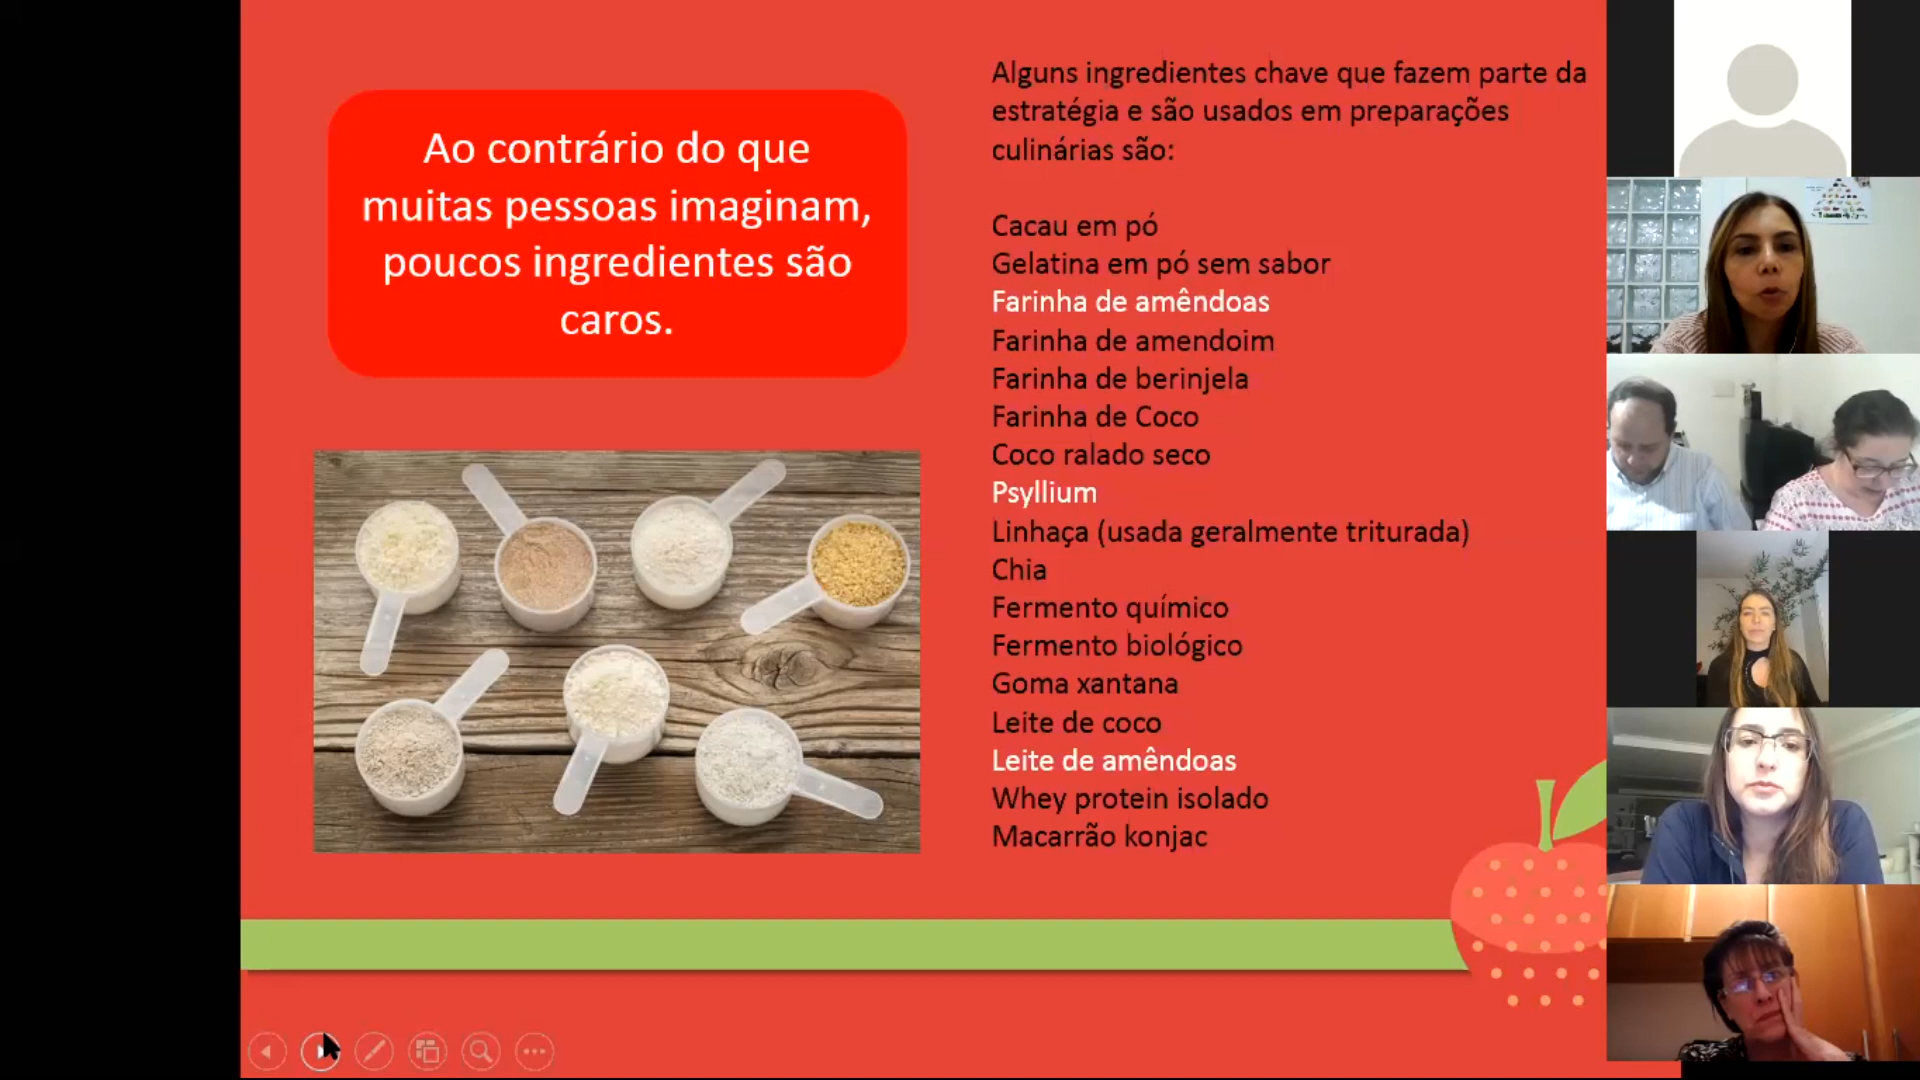 Ao contrário do que
muitas pessoas imaginam,
poucos ingredientes são
caros.
Alguns ingredientes chave que fazem parte da
estratégia e são usados em preparações
culinárias são:
Cacau em pó
Gelatina em pó sem sabor
Farinha de amêndoas
Farinha de amendoim
Farinha de berinjela
Farinha de Coco
Coco ralado seco
Psyllium
Linhaça (usada geralmente triturada)
Chia
Fermento químico
Fermento biológico
Goma xantana
Leite de coco
Leite de amêndoas
Whey protein isolado
Macarrão konjac